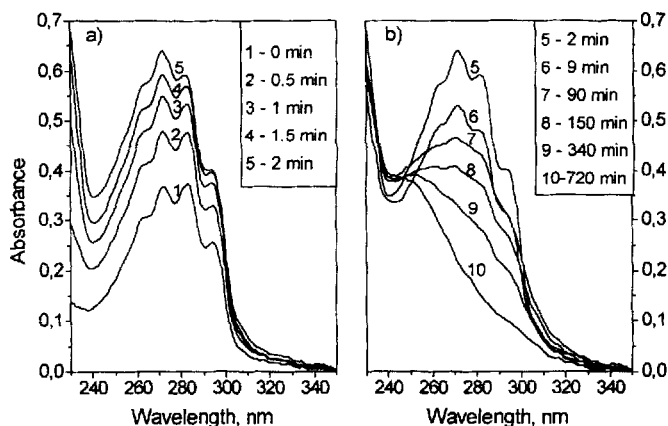 a)
1 - 0 min
2 - 0.5 min
3 - 1 min
4 - 1.5 min
5 - 2 min
5
4
3
2
1
0,7
0,6
0,5
0,4
0,3
0,2
0,1
0,0
Absorbance
240 260 280 300 320 340
Wavelength, nm
b)
5 - 2 min
6 - 9 min
7 - 90 min
8 - 150 min
9 - 340 min
10-720 min
5
6
7
8
9
10
0,7
0,6
0,5
0,4
0,3
0,2
0,1
0,0
240 260 280 300 320 340
Wavelength, nm